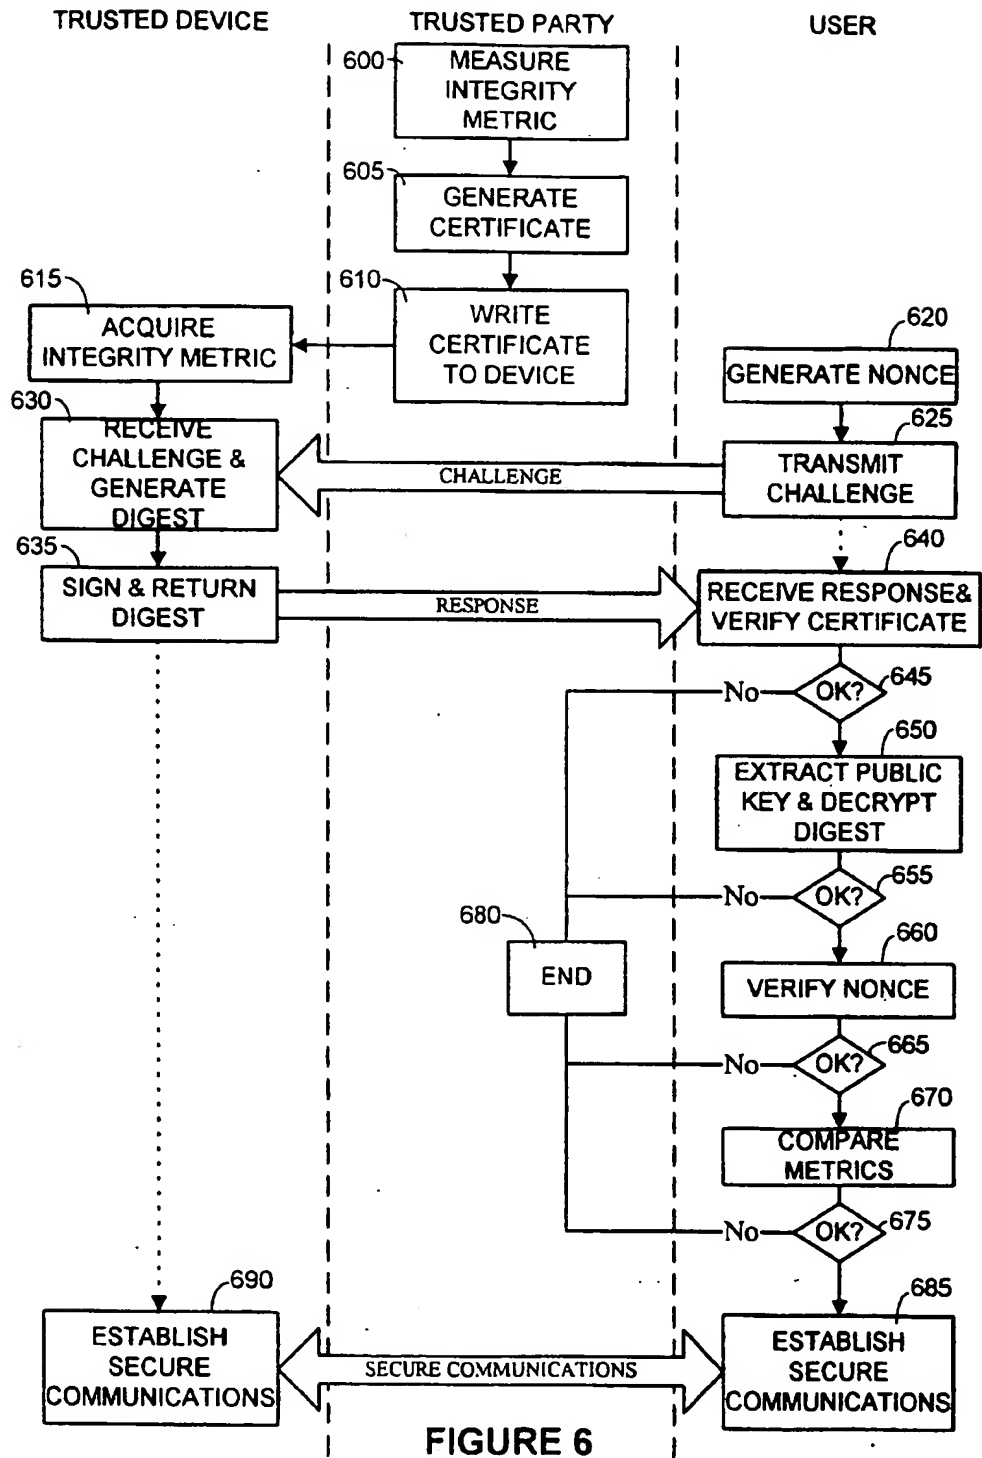 TRUSTED DEVICE
TRUSTED PARTY
USER
600
MEASURE
INTEGRITY
METRIC
605
GENERATE
CERTIFICATE
610
WRITE
CERTIFICATE
TO DEVICE
615
ACQUIRE
INTEGRITY METRIC
620
GENERATE NONCE
625
TRANSMIT
CHALLENGE
CHALLENGE
630
RECEIVE
CHALLENGE &
GENERATE
DIGEST
635
SIGN & RETURN
DIGEST
RESPONSE
640
RECEIVE RESPONSE&
VERIFY CERTIFICATE
645
OK?
No
650
EXTRACT PUBLIC
KEY & DECRYPT
DIGEST
655
OK?
No
660
VERIFY NONCE
665
OK?
No
670
COMPARE
METRICS
675
OK?
No
680
END
685
ESTABLISH
SECURE
COMMUNICATIONS
SECURE COMMUNICATIONS
690
ESTABLISH
SECURE
COMMUNICATIONS
FIGURE 6